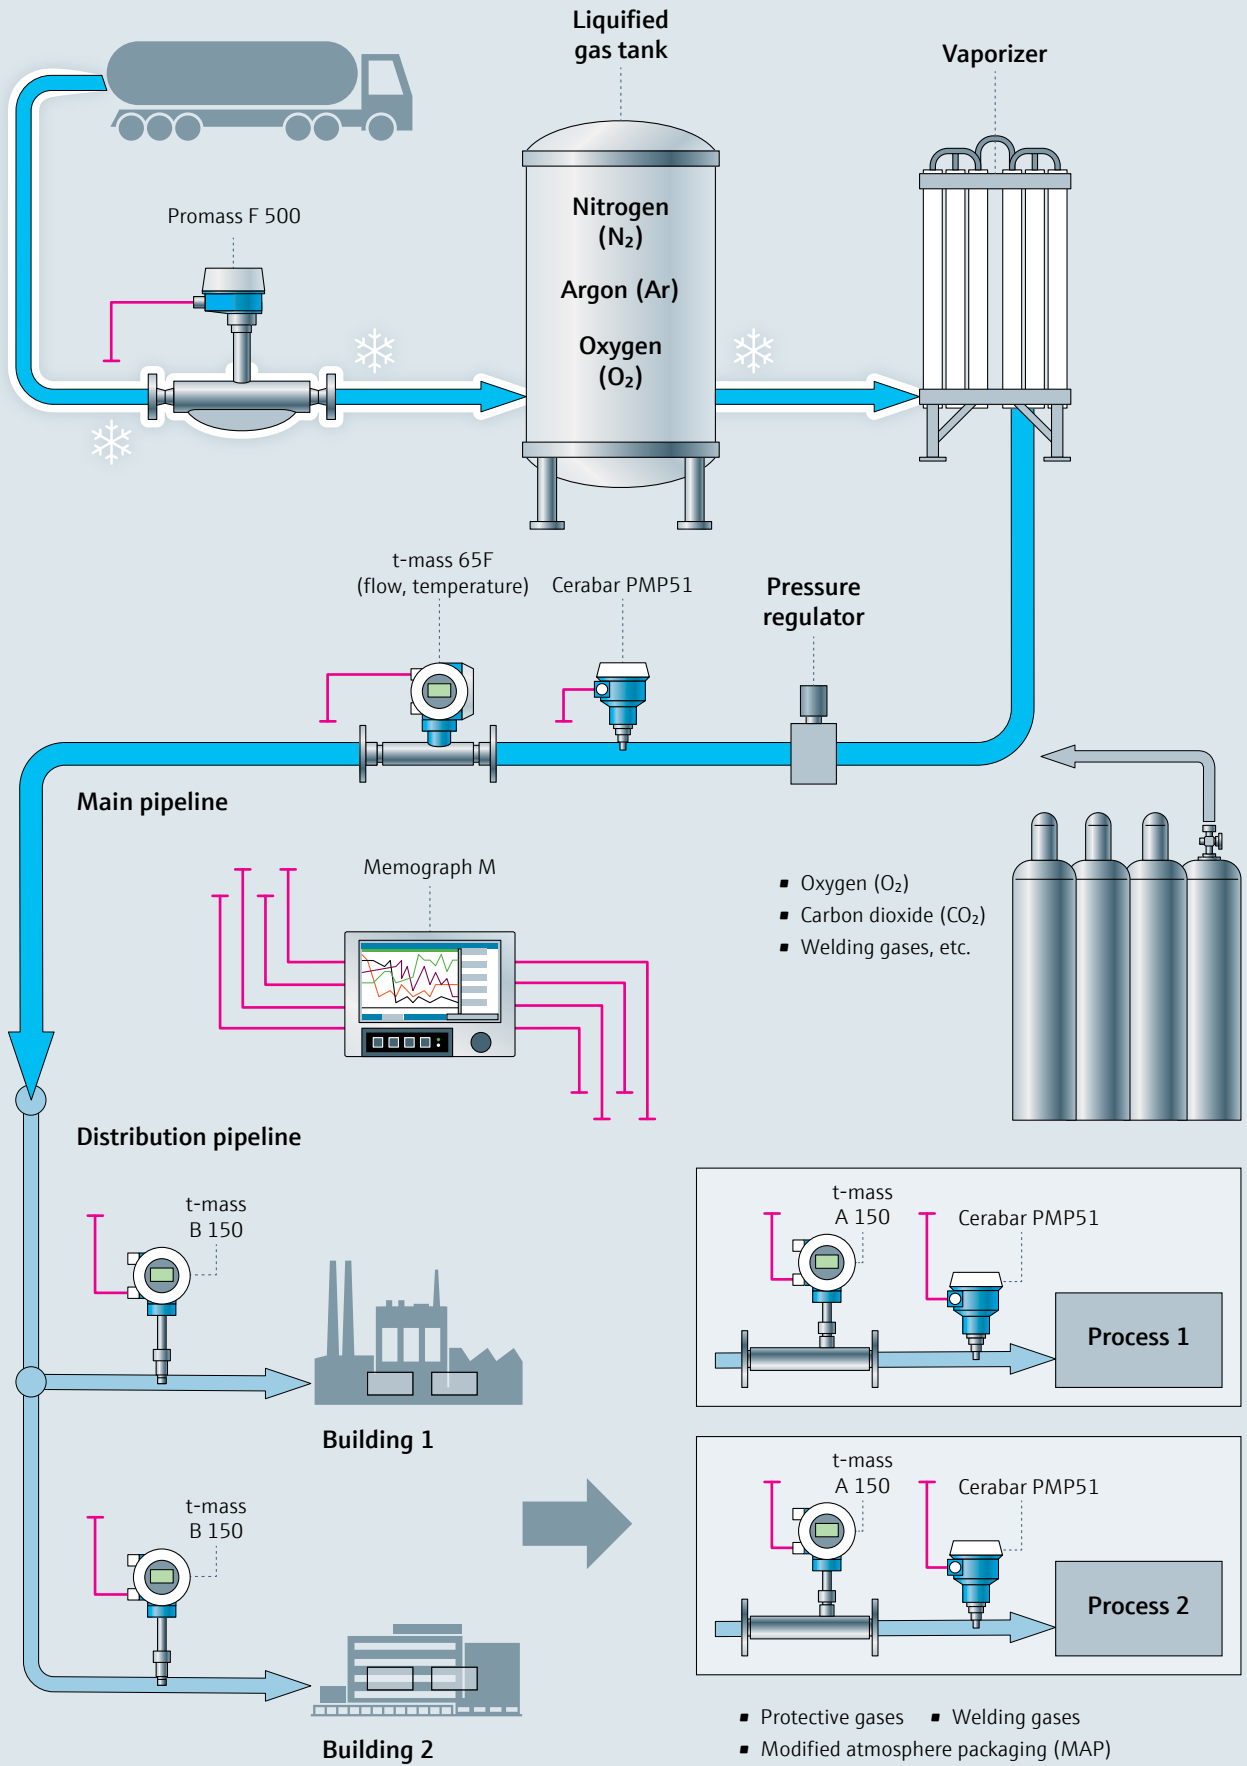 Liquified
gas tank
Vaporizer
Promass F 500
Nitrogen
(N₂)
Argon (Ar)
Oxygen
(O₂)
t-mass 65F
(flow, temperature)
Cerabar PMP51
Pressure
regulator
Main pipeline
Memograph M
▪ Oxygen (O₂)
▪ Carbon dioxide (CO₂)
▪ Welding gases, etc.
Distribution pipeline
t-mass
B 150
Building 1
t-mass
B 150
Building 2
t-mass
A 150
Cerabar PMP51
Process 1
t-mass
A 150
Cerabar PMP51
Process 2
▪ Protective gases ▪ Welding gases
▪ Modified atmosphere packaging (MAP)